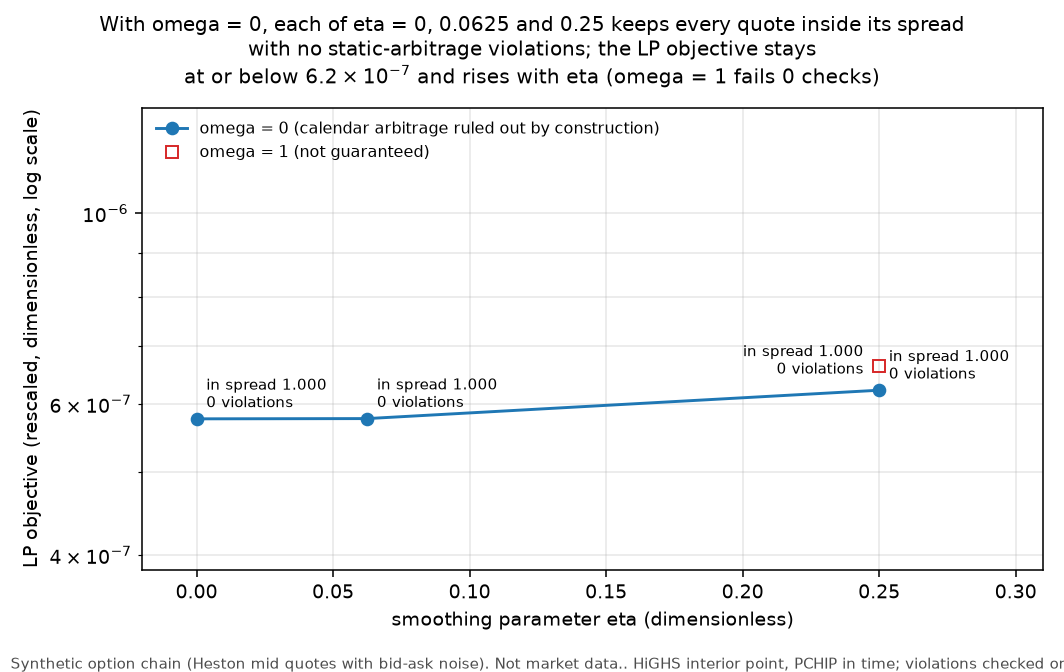 With omega = 0, each of eta = 0, 0.0625 and 0.25 keeps every quote inside its spread
with no static-arbitrage violations; the LP objective stays
at or below 6.2 × 10⁻⁷ and rises with eta (omega = 1 fails 0 checks)
omega = 0 (calendar arbitrage ruled out by construction)
omega = 1 (not guaranteed)
LP objective (rescaled, dimensionless, log scale)
10⁻⁶
6 × 10⁻⁷
4 × 10⁻⁷
in spread 1.000
0 violations
in spread 1.000
0 violations
in spread 1.000
0 violations
in spread 1.000
0 violations
0.00 0.05 0.10 0.15 0.20 0.25 0.30
smoothing parameter eta (dimensionless)
Synthetic option chain (Heston mid quotes with bid-ask noise). Not market data.. HiGHS interior point, PCHIP in time; violations checked